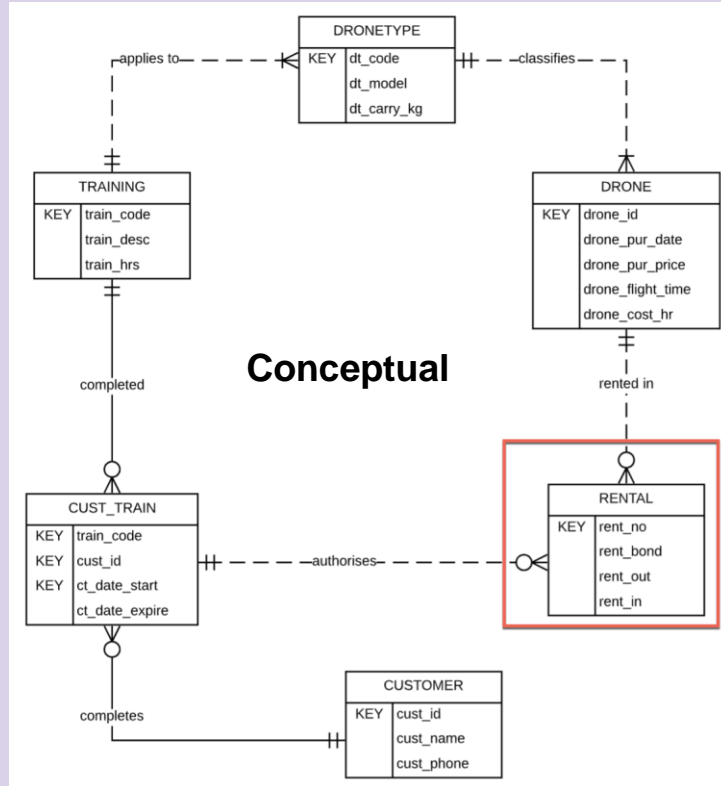 DRONETYPE
KEY dt_code
dt_model
dt_carry_kg
applies to
classifies
TRAINING
KEY train_code
train_desc
train_hrs
DRONE
KEY drone_id
drone_pur_date
drone_pur_price
drone_flight_time
drone_cost_hr
Conceptual
completed
rented in
CUST_TRAIN
KEY train_code
KEY cust_id
KEY ct_date_start
ct_date_expire
authorises
RENTAL
KEY rent_no
rent_bond
rent_out
rent_in
completes
CUSTOMER
KEY cust_id
cust_name
cust_phone